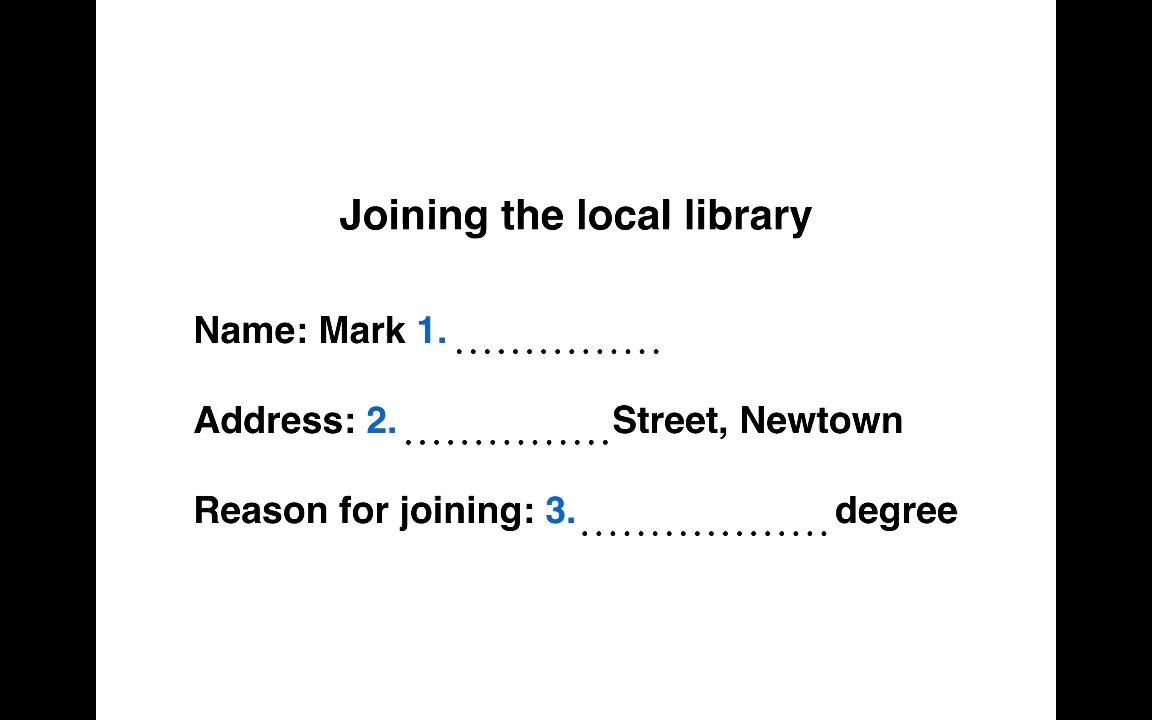 Joining the local library
Name: Mark 1. ...............
Address: 2. ...............Street, Newtown
Reason for joining: 3. .................. degree